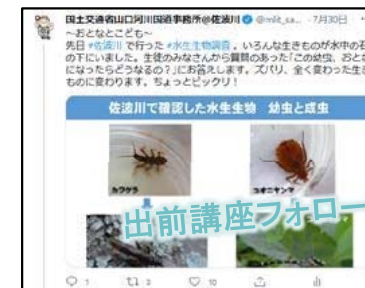 国土交通省山口河川国道事務所@佐波川 @mlit_sa... ・7月30日
～おとなとこども～
先日 #佐波川 で行った #水生生物調査 。いろんな生きものが水中の石
の下にいました。生徒のみなさんから質問のあった「この幼虫、おとな
になったらどうなるの？」にお答えします。ズバリ、全く変わった生き
ものに変わります。ちょっとビックリ！
佐波川で確認した水生生物 幼虫と成虫
カワゲラ
コオニヤンマ
出前講座フォロー
1
3
10